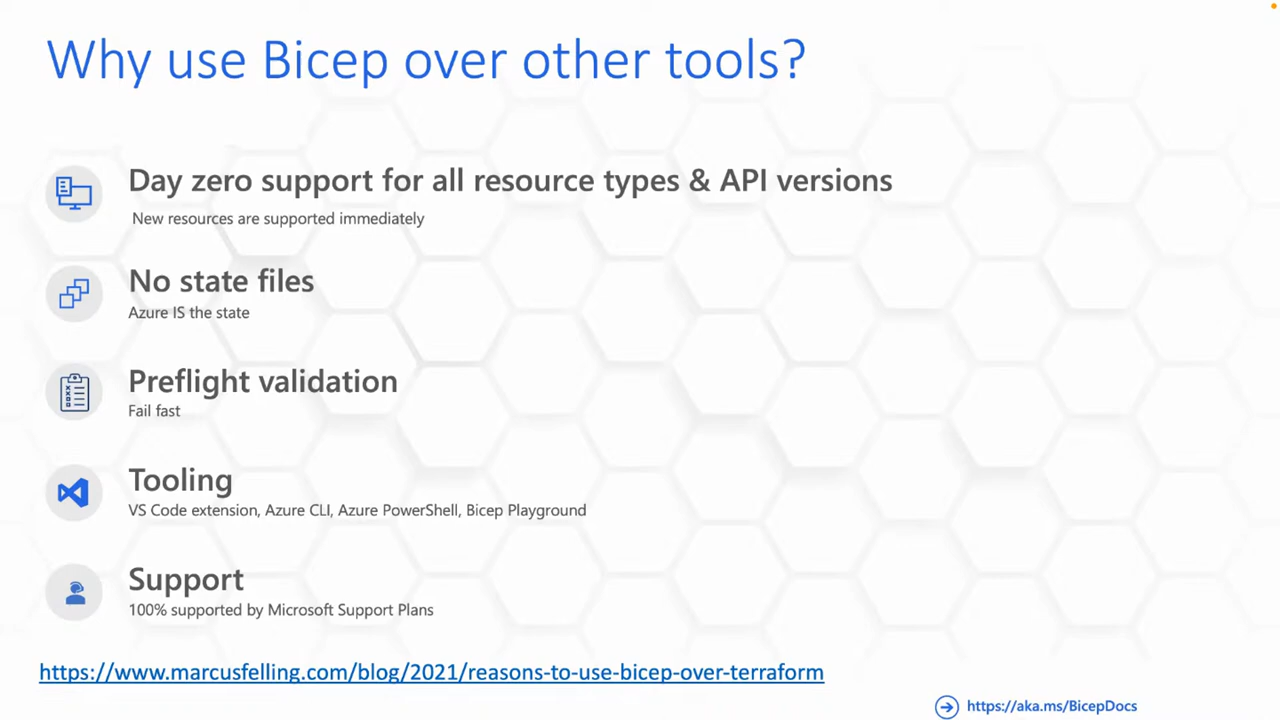 Why use Bicep over other tools?
Day zero support for all resource types & API versions
New resources are supported immediately
No state files
Azure IS the state
Preflight validation
Fail fast
Tooling
VS Code extension, Azure CLI, Azure PowerShell, Bicep Playground
Support
100% supported by Microsoft Support Plans
https://www.marcusfelling.com/blog/2021/reasons-to-use-bicep-over-terraform
https://aka.ms/BicepDocs